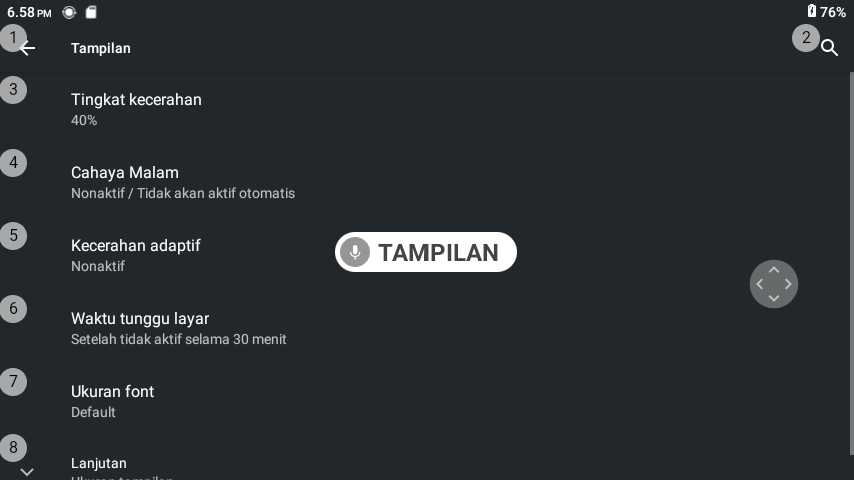 6.58 PM
76%
1
Tampilan
2
3
Tingkat kecerahan
40%
4
Cahaya Malam
Nonaktif / Tidak akan aktif otomatis
5
Kecerahan adaptif
Nonaktif
TAMPILAN
6
Waktu tunggu layar
Setelah tidak aktif selama 30 menit
7
Ukuran font
Default
8
Lanjutan
Ukuran tampilan